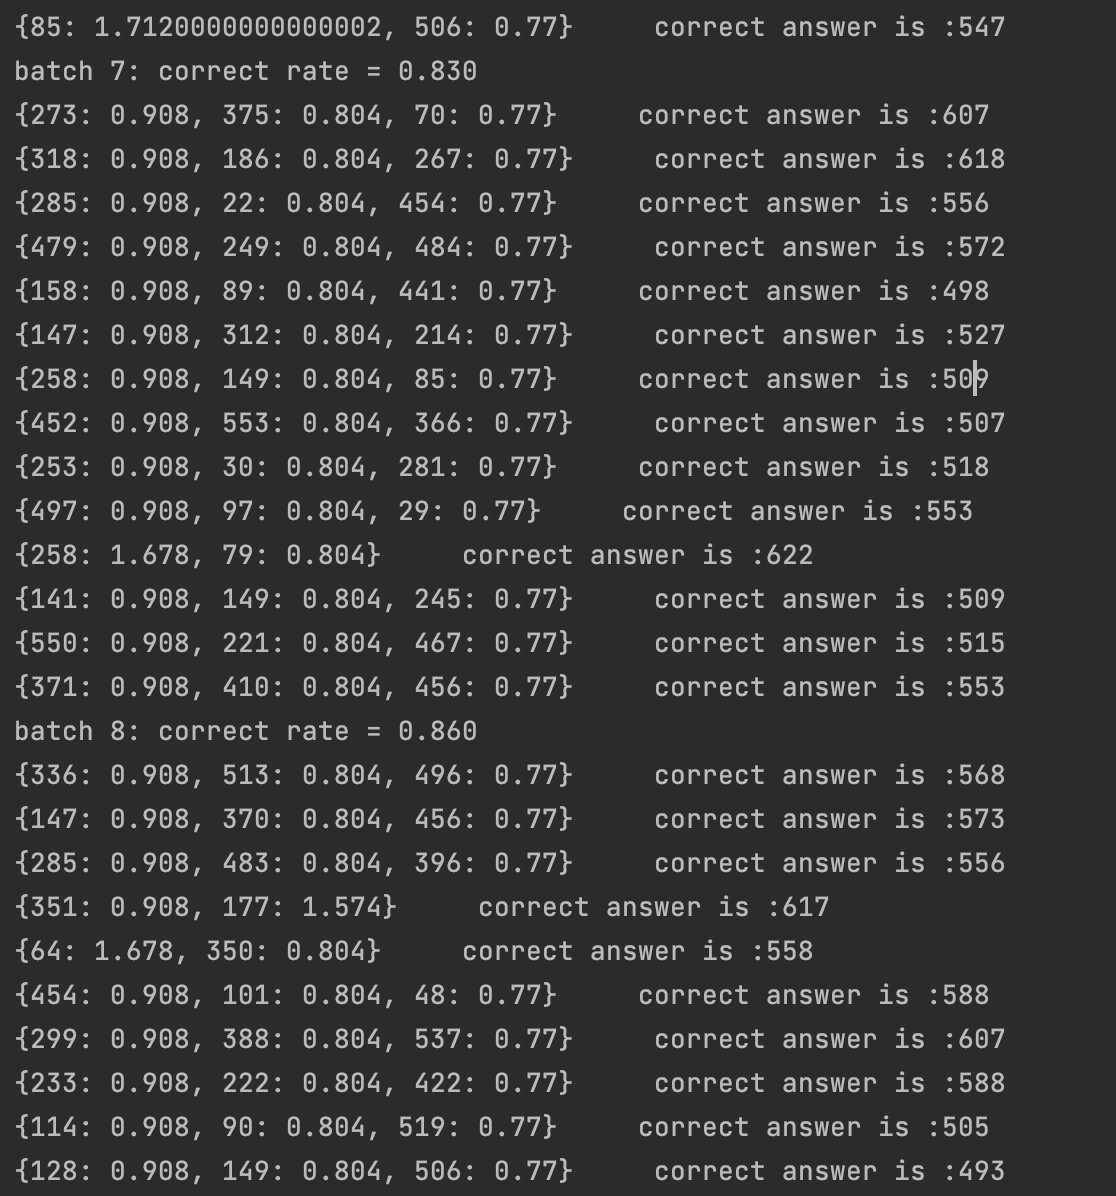 {85: 1.7120000000000002, 506: 0.77}     correct answer is :547
batch 7: correct rate = 0.830
{273: 0.908, 375: 0.804, 70: 0.77}     correct answer is :607
{318: 0.908, 186: 0.804, 267: 0.77}     correct answer is :618
{285: 0.908, 22: 0.804, 454: 0.77}     correct answer is :556
{479: 0.908, 249: 0.804, 484: 0.77}     correct answer is :572
{158: 0.908, 89: 0.804, 441: 0.77}     correct answer is :498
{147: 0.908, 312: 0.804, 214: 0.77}     correct answer is :527
{258: 0.908, 149: 0.804, 85: 0.77}     correct answer is :509
{452: 0.908, 553: 0.804, 366: 0.77}     correct answer is :507
{253: 0.908, 30: 0.804, 281: 0.77}     correct answer is :518
{497: 0.908, 97: 0.804, 29: 0.77}     correct answer is :553
{258: 1.678, 79: 0.804}     correct answer is :622
{141: 0.908, 149: 0.804, 245: 0.77}     correct answer is :509
{550: 0.908, 221: 0.804, 467: 0.77}     correct answer is :515
{371: 0.908, 410: 0.804, 456: 0.77}     correct answer is :553
batch 8: correct rate = 0.860
{336: 0.908, 513: 0.804, 496: 0.77}     correct answer is :568
{147: 0.908, 370: 0.804, 456: 0.77}     correct answer is :573
{285: 0.908, 483: 0.804, 396: 0.77}     correct answer is :556
{351: 0.908, 177: 1.574}     correct answer is :617
{64: 1.678, 350: 0.804}     correct answer is :558
{454: 0.908, 101: 0.804, 48: 0.77}     correct answer is :588
{299: 0.908, 388: 0.804, 537: 0.77}     correct answer is :607
{233: 0.908, 222: 0.804, 422: 0.77}     correct answer is :588
{114: 0.908, 90: 0.804, 519: 0.77}     correct answer is :505
{128: 0.908, 149: 0.804, 506: 0.77}     correct answer is :493